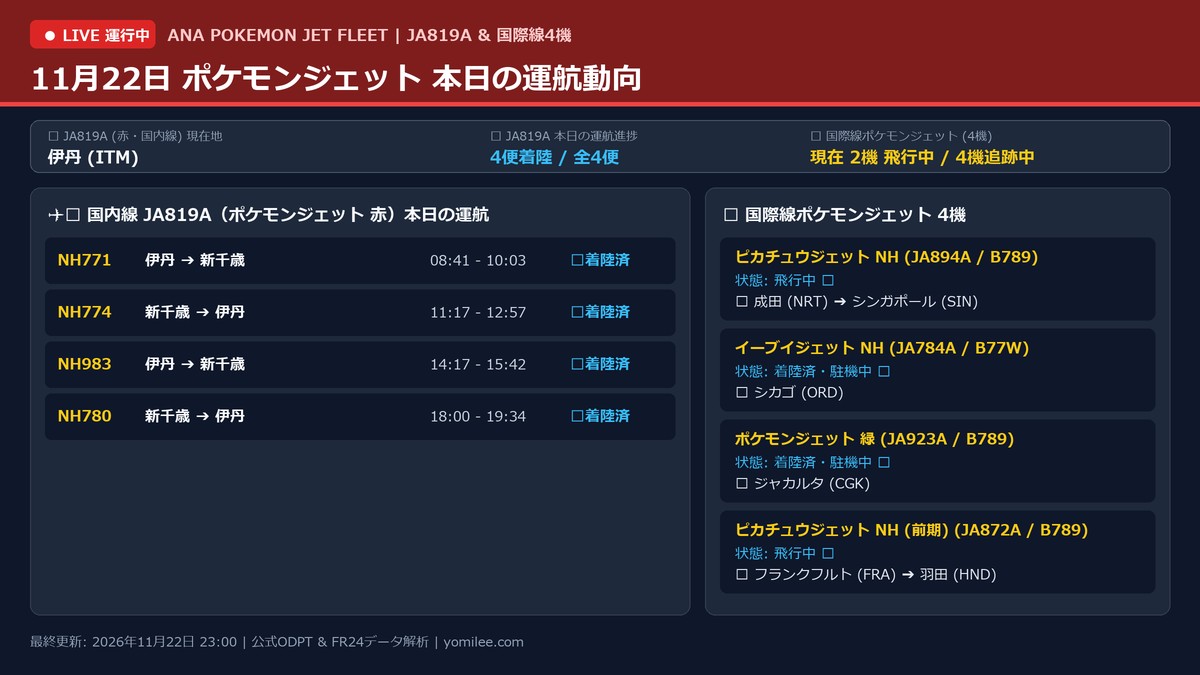 ● LIVE 運行中 ANA POKEMON JET FLEET | JA819A & 国際線4機
11月22日 ポケモンジェット 本日の運航動向
□ JA819A (赤・国内線) 現在地
伊丹 (ITM)
□ JA819A 本日の運航進捗
4便着陸 / 全4便
□ 国際線ポケモンジェット (4機)
現在 2機 飛行中 / 4機追跡中
✈□ 国内線 JA819A（ポケモンジェット 赤）本日の運航
NH771 伊丹 → 新千歳 08:41 - 10:03 □着陸済
NH774 新千歳 → 伊丹 11:17 - 12:57 □着陸済
NH983 伊丹 → 新千歳 14:17 - 15:42 □着陸済
NH780 新千歳 → 伊丹 18:00 - 19:34 □着陸済
□ 国際線ポケモンジェット 4機
ピカチュウジェット NH (JA894A / B789)
状態: 飛行中 □
□ 成田 (NRT) → シンガポール (SIN)
イーブイジェット NH (JA784A / B77W)
状態: 着陸済・駐機中 □
□ シカゴ (ORD)
ポケモンジェット 緑 (JA923A / B789)
状態: 着陸済・駐機中 □
□ ジャカルタ (CGK)
ピカチュウジェット NH (前期) (JA872A / B789)
状態: 飛行中 □
□ フランクフルト (FRA) → 羽田 (HND)
最終更新: 2026年11月22日 23:00 | 公式ODPT & FR24データ解析 | yomilee.com